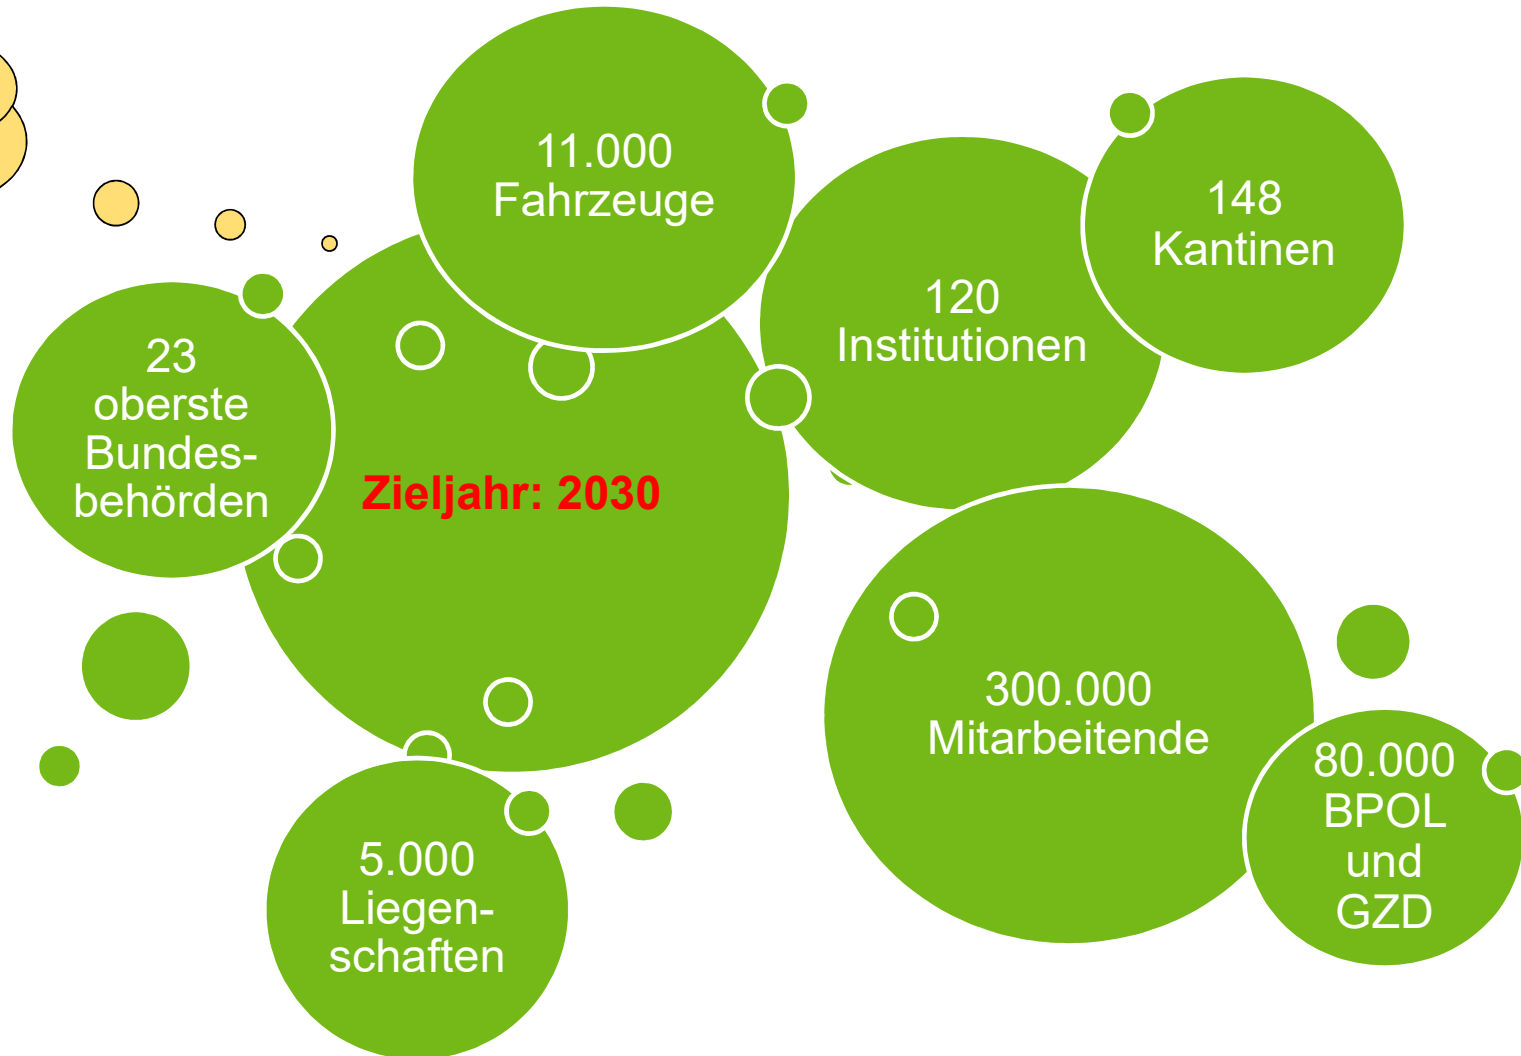 11.000
Fahrzeuge
148
Kantinen
120
Institutionen
23
oberste
Bundes-
behörden
Zieljahr: 2030
300.000
Mitarbeitende
80.000
BPOL
und
GZD
5.000
Liegen-
schaften